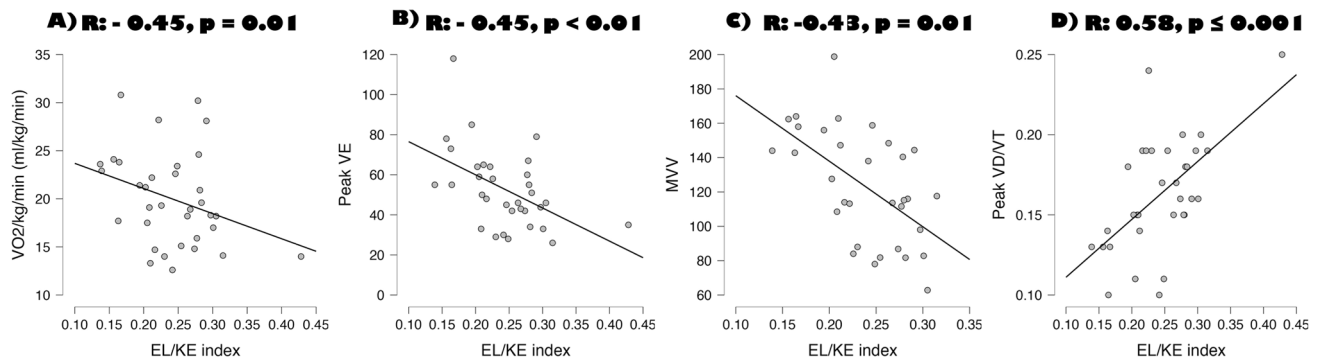 A) R: - 0.45, p = 0.01
35
30
25
20
15
10
VO2/kg/min (ml/kg/min)
0.10 0.15 0.20 0.25 0.30 0.35 0.40 0.45
EL/KE index
B) R: - 0.45, p < 0.01
120
100
80
60
40
20
0
Peak VE
0.10 0.15 0.20 0.25 0.30 0.35 0.40 0.45
EL/KE index
C) R: -0.43, p = 0.01
200
180
160
140
120
100
80
60
MVV
0.10 0.15 0.20 0.25 0.30 0.35
EL/KE index
D) R: 0.58, p ≤ 0.001
0.25
0.20
0.15
0.10
Peak VD/VT
0.10 0.15 0.20 0.25 0.30 0.35 0.40 0.45
EL/KE index